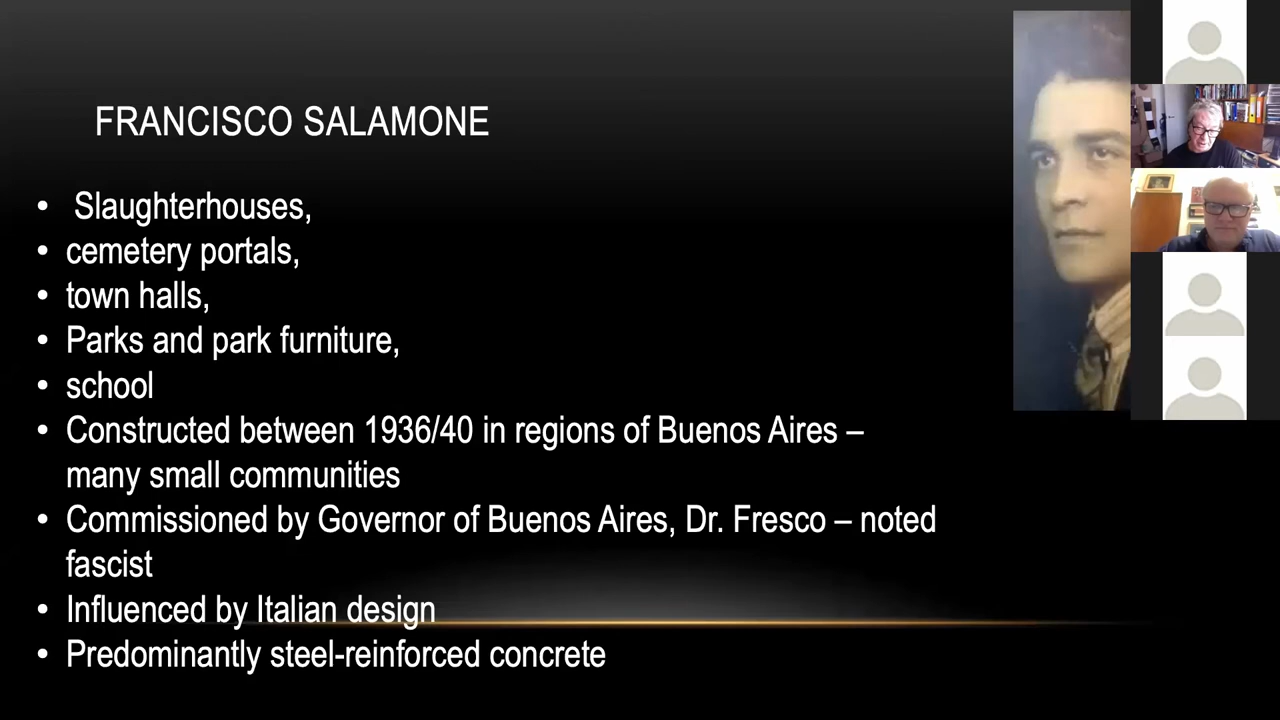 FRANCISCO SALAMONE
• Slaughterhouses,
• cemetery portals,
• town halls,
• Parks and park furniture,
• school
• Constructed between 1936/40 in regions of Buenos Aires –
many small communities
• Commissioned by Governor of Buenos Aires, Dr. Fresco – noted
fascist
• Influenced by Italian design
• Predominantly steel-reinforced concrete